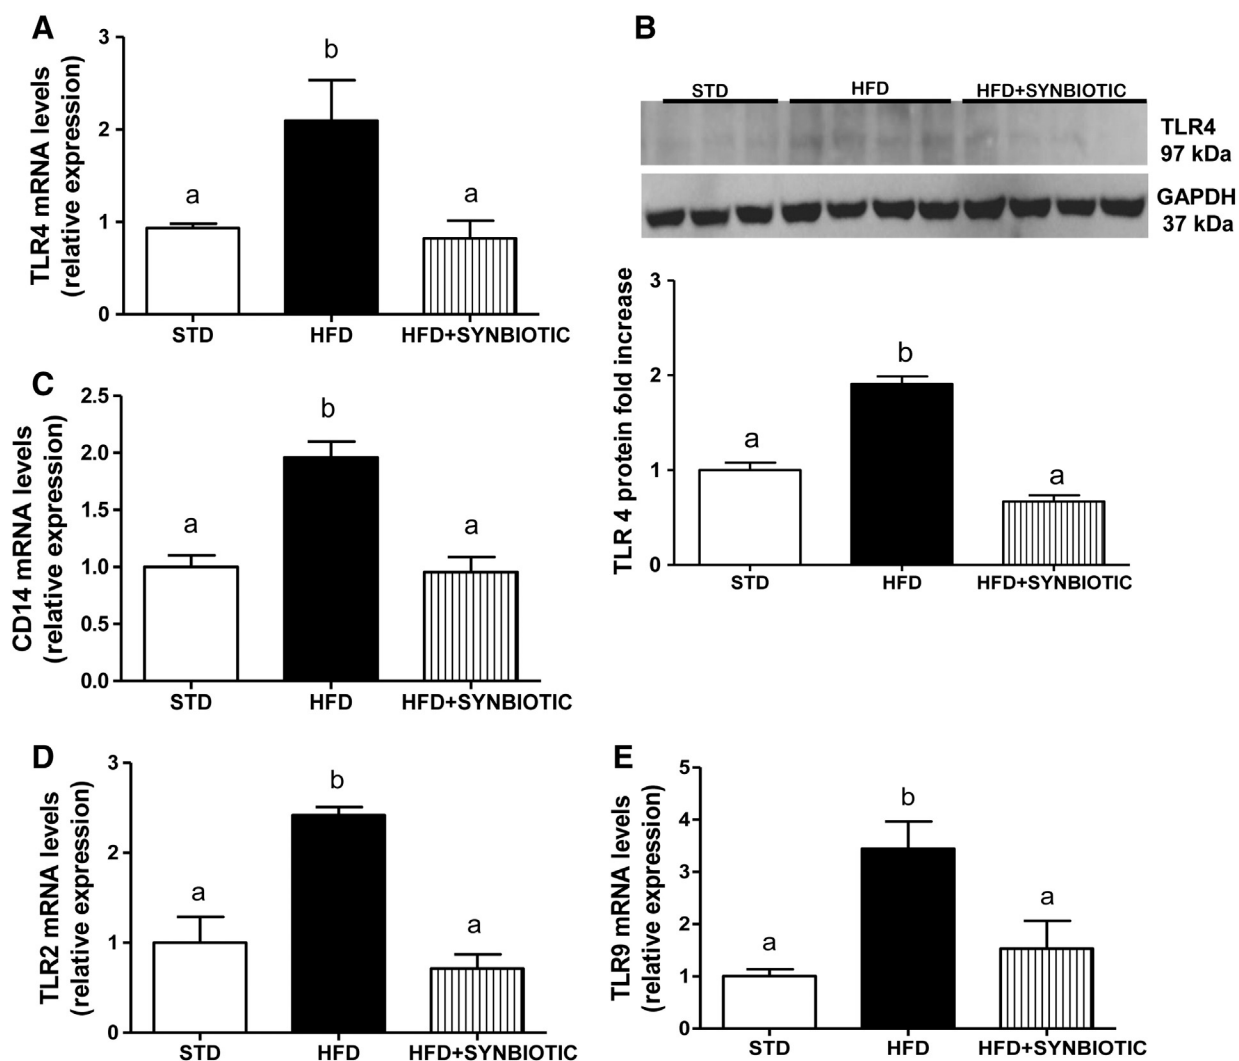 A
TLR4 mRNA levels
(relative expression)
3
2
1
0
b
a
a
STD
HFD
HFD+SYNBIOTIC
B
STD
HFD
HFD+SYNBIOTIC
TLR4
97 kDa
GAPDH
37 kDa
TLR 4 protein fold increase
3
2
1
0
a
b
a
STD
HFD
HFD+SYNBIOTIC
C
CD14 mRNA levels
(relative expression)
2.5
2.0
1.5
1.0
0.5
0.0
a
b
a
STD
HFD
HFD+SYNBIOTIC
D
TLR2 mRNA levels
(relative expression)
3
2
1
0
a
b
a
STD
HFD
HFD+SYNBIOTIC
E
TLR9 mRNA levels
(relative expression)
5
4
3
2
1
0
a
b
a
STD
HFD
HFD+SYNBIOTIC